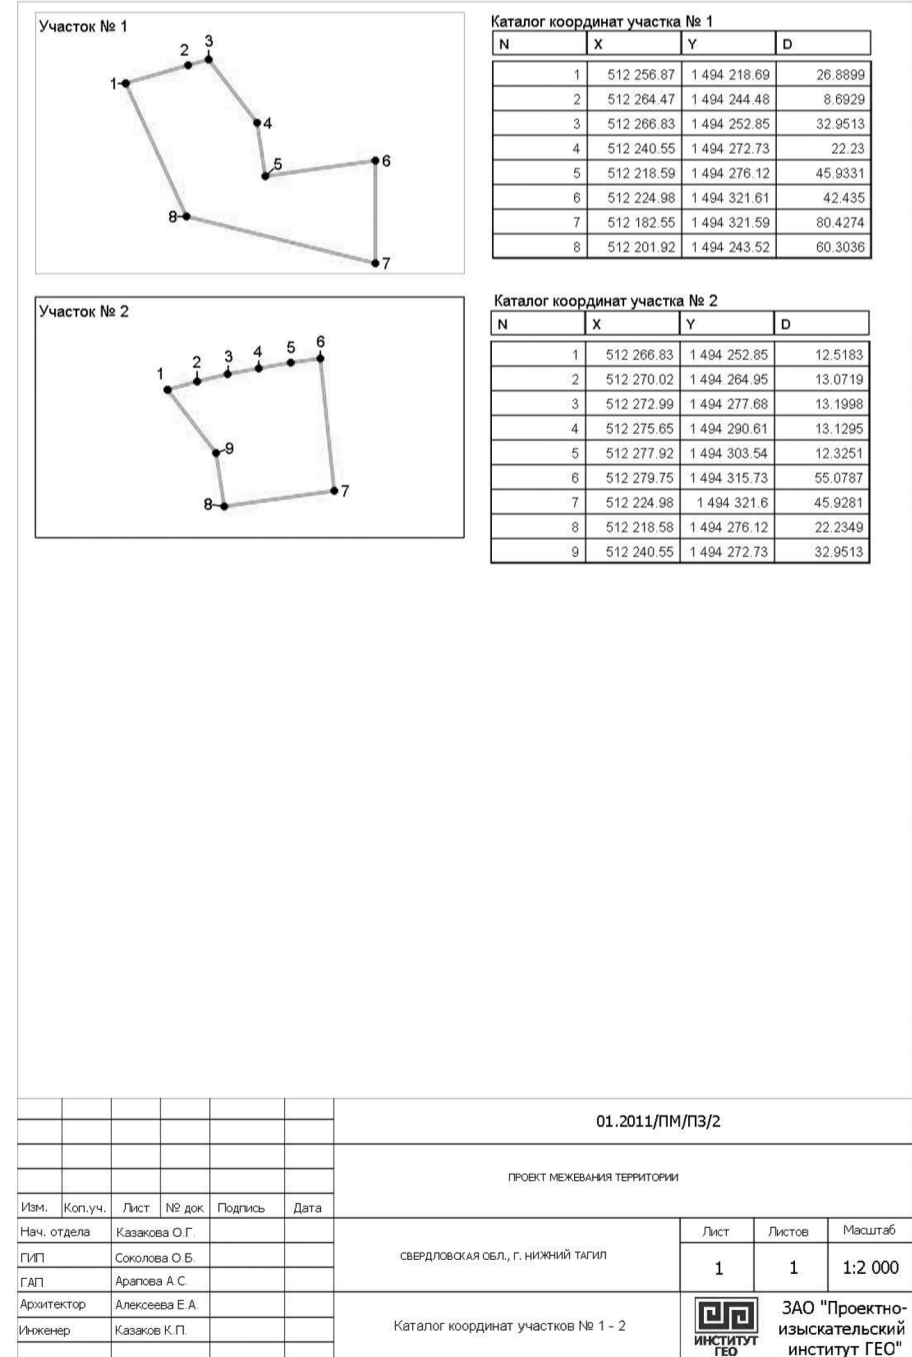 Участок № 1
1
2
3
4
5
6
7
8
Каталог координат участка № 1
N X Y D
1 512 256.87 1 494 218.69 26.8899
2 512 264.47 1 494 244.48 8.6929
3 512 266.83 1 494 252.85 32.9513
4 512 240.55 1 494 272.73 22.23
5 512 218.59 1 494 276.12 45.9331
6 512 224.98 1 494 321.61 42.435
7 512 182.55 1 494 321.59 80.4274
8 512 201.92 1 494 243.52 60.3036
Участок № 2
1
2
3
4
5
6
7
8
9
Каталог координат участка № 2
N X Y D
1 512 266.83 1 494 252.85 12.5183
2 512 270.02 1 494 264.95 13.0719
3 512 272.99 1 494 277.68 13.1998
4 512 275.65 1 494 290.61 13.1295
5 512 277.92 1 494 303.54 12.3251
6 512 279.75 1 494 315.73 55.0787
7 512 224.98 1 494 321.6 45.9281
8 512 218.58 1 494 276.12 22.2349
9 512 240.55 1 494 272.73 32.9513
01.2011/ПМ/ПЗ/2
ПРОЕКТ МЕЖЕВАНИЯ ТЕРРИТОРИИ
Изм. Кол.уч. Лист № док Подпись Дата
Нач. отдела Казакова О.Г.
ГИП Соколова О.Б.
ГАП Арапова А.С.
Архитектор Алексеева Е.А.
Инженер Казаков К.П.
СВЕРДЛОВСКАЯ ОБЛ., Г. НИЖНИЙ ТАГИЛ
Лист Листов Масштаб
1 1 1:2 000
Каталог координат участков № 1 - 2
ИНСТИТУТ
ГЕО
ЗАО "Проектно-
изыскательский
институт ГЕО"